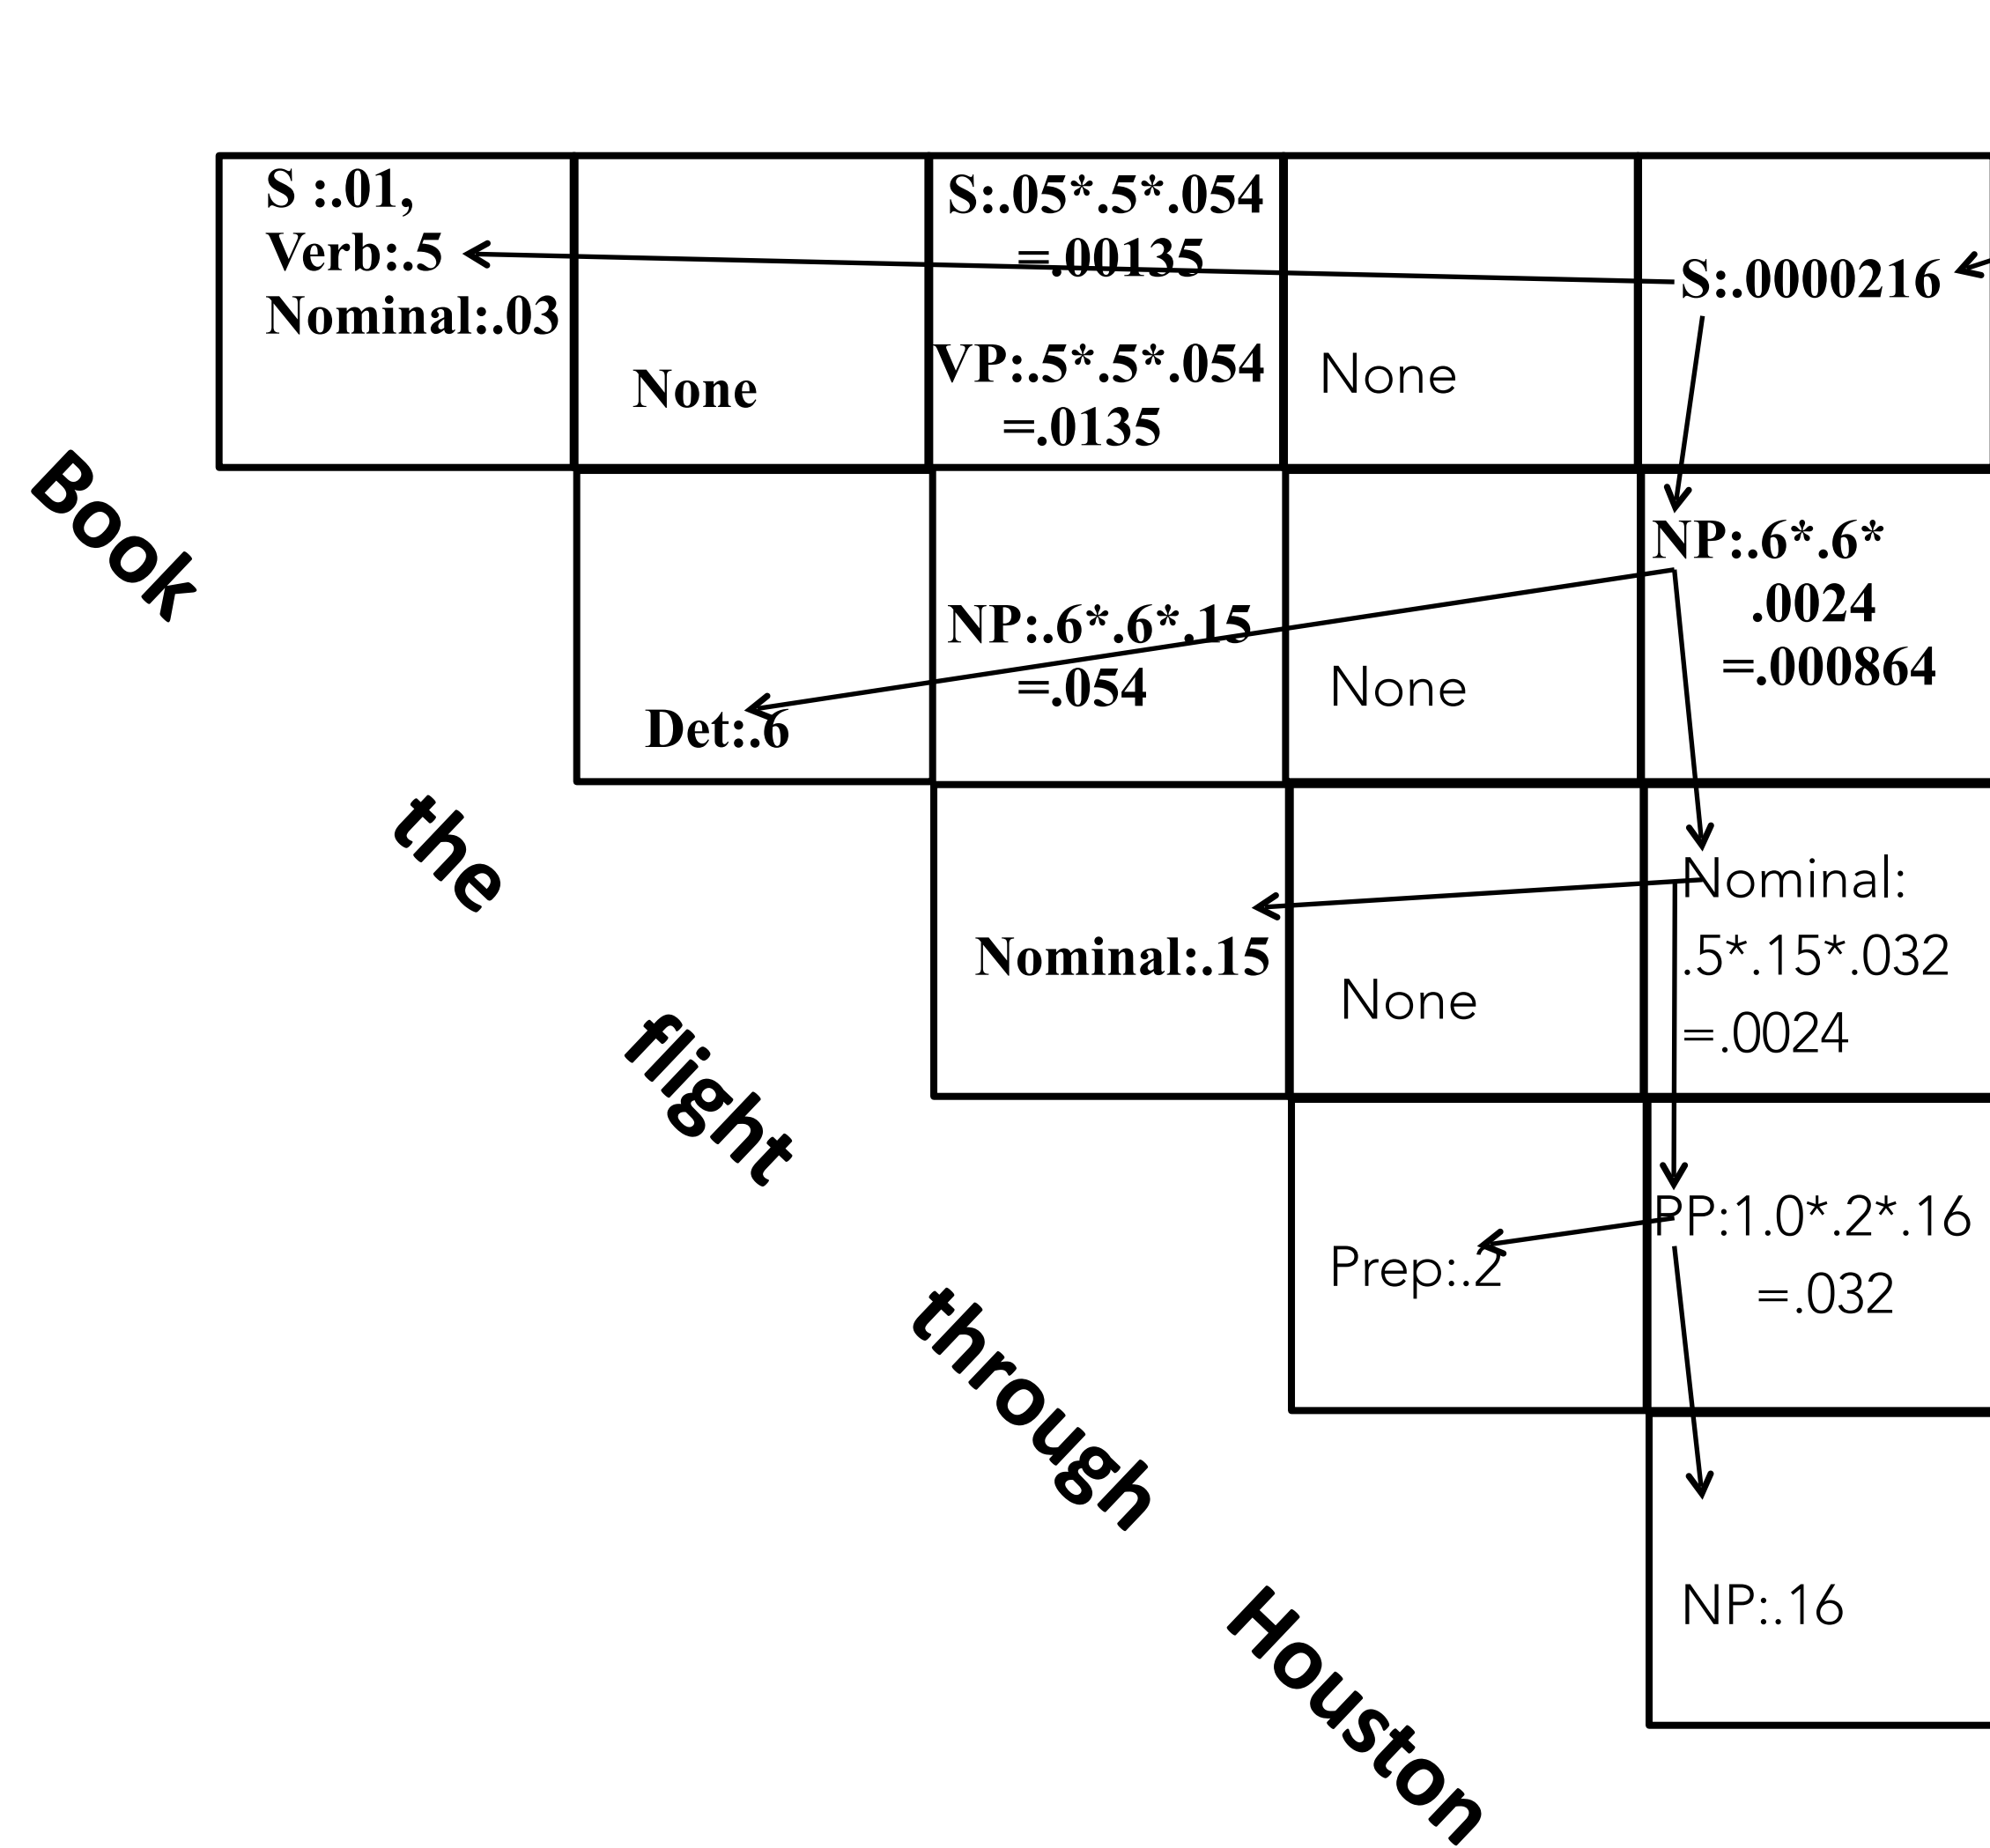 S :.01,
Verb:.5
Nominal:.03
None
S:.05*.5*.054
=.00135
VP:.5*.5*.054
=.0135
None
S:.0000216
Book
Det:.6
NP:.6*.6*.15
=.054
None
NP:.6*.6*
.0024
=.000864
the
Nominal:.15
None
Nominal:
.5*.15*.032
=.0024
flight
Prep:.2
PP:1.0*.2*.16
=.032
through
NP:.16
Houston